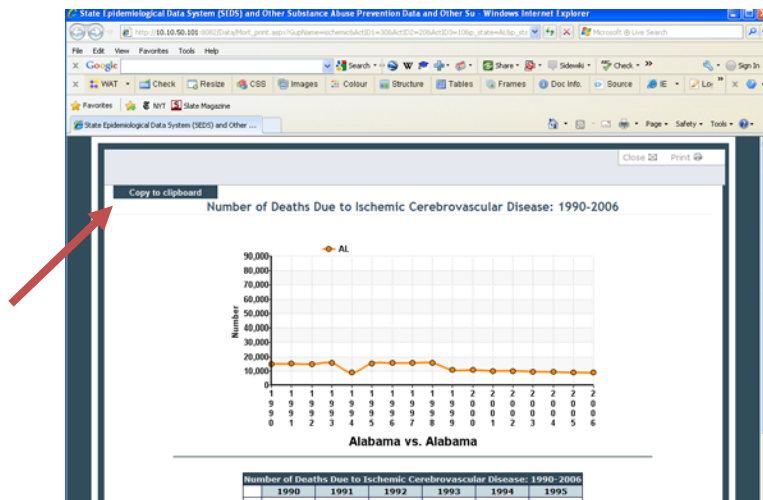 State Epidemiological Data System (SEDS) and Other Substance Abuse Prevention Data and Other Su - Windows Internet Explorer
Microsoft @ Live Search
File Edit View Favorites Tools Help
x Google Search Share Sidewiki Check >> Sign In
x WAT Check Resize CSS Images Colour Structure Tables Frames Doc Info. Source IE Lo »
Favorites NYT Slate Magazine
State Epidemiological Data System (SEDS) and Other ... Page Safety Tools
Close Print
Copy to clipboard
Number of Deaths Due to Ischemic Cerebrovascular Disease: 1990-2006
AL
90,000
80,000
70,000
60,000
50,000
40,000
30,000
20,000
10,000
0
Number
1990 1991 1992 1993 1994 1995 1996 1997 1998 1999 2000 2001 2002 2003 2004 2005 2006
Alabama vs. Alabama
Number of Deaths Due to Ischemic Cerebrovascular Disease: 1990-2006
1990 1991 1992 1993 1994 1995